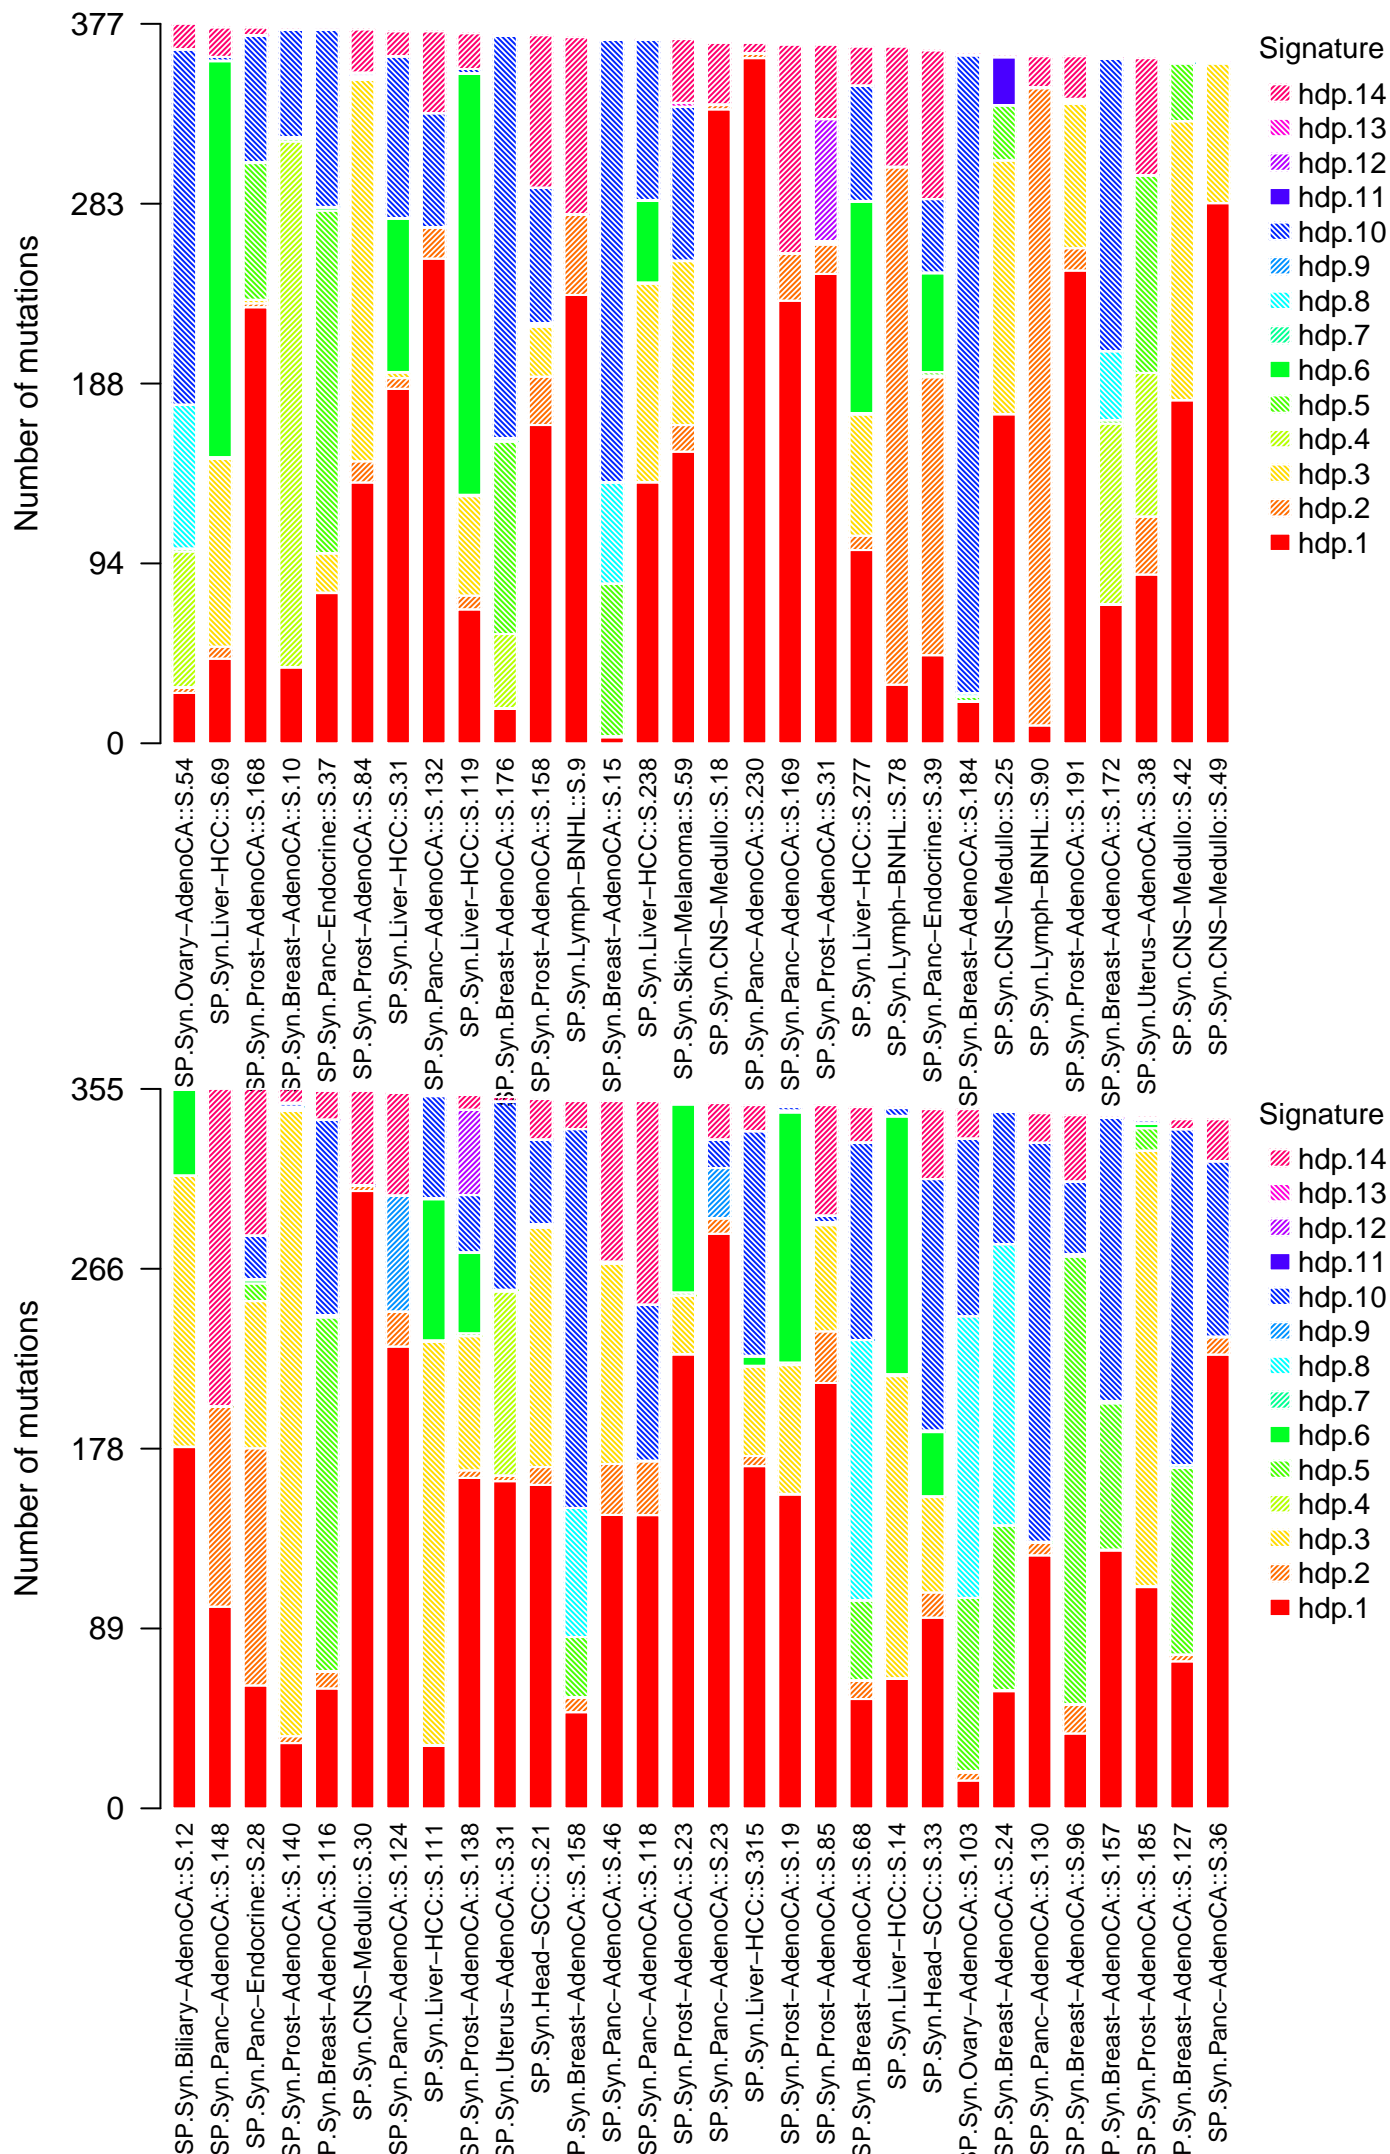 Number of mutations
377
283
188
94
0
Signature
hdp.14
hdp.13
hdp.12
hdp.11
hdp.10
hdp.9
hdp.8
hdp.7
hdp.6
hdp.5
hdp.4
hdp.3
hdp.2
hdp.1
SP.Syn.Ovary−AdenoCA::S.54
SP.Syn.Liver−HCC::S.69
SP.Syn.Prost−AdenoCA::S.168
SP.Syn.Breast−AdenoCA::S.10
SP.Syn.Panc−Endocrine::S.37
SP.Syn.Prost−AdenoCA::S.84
SP.Syn.Liver−HCC::S.31
SP.Syn.Panc−AdenoCA::S.132
SP.Syn.Liver−HCC::S.119
SP.Syn.Breast−AdenoCA::S.176
SP.Syn.Prost−AdenoCA::S.158
SP.Syn.Lymph−BNHL::S.9
SP.Syn.Breast−AdenoCA::S.15
SP.Syn.Liver−HCC::S.238
SP.Syn.Skin−Melanoma::S.59
SP.Syn.CNS−Medullo::S.18
SP.Syn.Panc−AdenoCA::S.230
SP.Syn.Panc−AdenoCA::S.169
SP.Syn.Prost−AdenoCA::S.31
SP.Syn.Liver−HCC::S.277
SP.Syn.Lymph−BNHL::S.78
SP.Syn.Panc−Endocrine::S.39
SP.Syn.Breast−AdenoCA::S.184
SP.Syn.CNS−Medullo::S.25
SP.Syn.Lymph−BNHL::S.90
SP.Syn.Prost−AdenoCA::S.191
SP.Syn.Breast−AdenoCA::S.172
SP.Syn.Uterus−AdenoCA::S.38
SP.Syn.CNS−Medullo::S.42
SP.Syn.CNS−Medullo::S.49
Number of mutations
355
266
178
89
0
Signature
hdp.14
hdp.13
hdp.12
hdp.11
hdp.10
hdp.9
hdp.8
hdp.7
hdp.6
hdp.5
hdp.4
hdp.3
hdp.2
hdp.1
SP.Syn.Biliary−AdenoCA::S.12
SP.Syn.Panc−AdenoCA::S.148
SP.Syn.Panc−Endocrine::S.28
SP.Syn.Prost−AdenoCA::S.140
SP.Syn.Breast−AdenoCA::S.116
SP.Syn.CNS−Medullo::S.30
SP.Syn.Panc−AdenoCA::S.124
SP.Syn.Liver−HCC::S.111
SP.Syn.Prost−AdenoCA::S.138
SP.Syn.Uterus−AdenoCA::S.31
SP.Syn.Head−SCC::S.21
SP.Syn.Breast−AdenoCA::S.158
SP.Syn.Panc−AdenoCA::S.46
SP.Syn.Panc−AdenoCA::S.118
SP.Syn.Prost−AdenoCA::S.23
SP.Syn.Panc−AdenoCA::S.23
SP.Syn.Liver−HCC::S.315
SP.Syn.Prost−AdenoCA::S.19
SP.Syn.Prost−AdenoCA::S.85
SP.Syn.Breast−AdenoCA::S.68
SP.Syn.Liver−HCC::S.14
SP.Syn.Head−SCC::S.33
SP.Syn.Ovary−AdenoCA::S.103
SP.Syn.Breast−AdenoCA::S.24
SP.Syn.Panc−AdenoCA::S.130
SP.Syn.Breast−AdenoCA::S.96
SP.Syn.Breast−AdenoCA::S.157
SP.Syn.Prost−AdenoCA::S.185
SP.Syn.Breast−AdenoCA::S.127
SP.Syn.Panc−AdenoCA::S.36